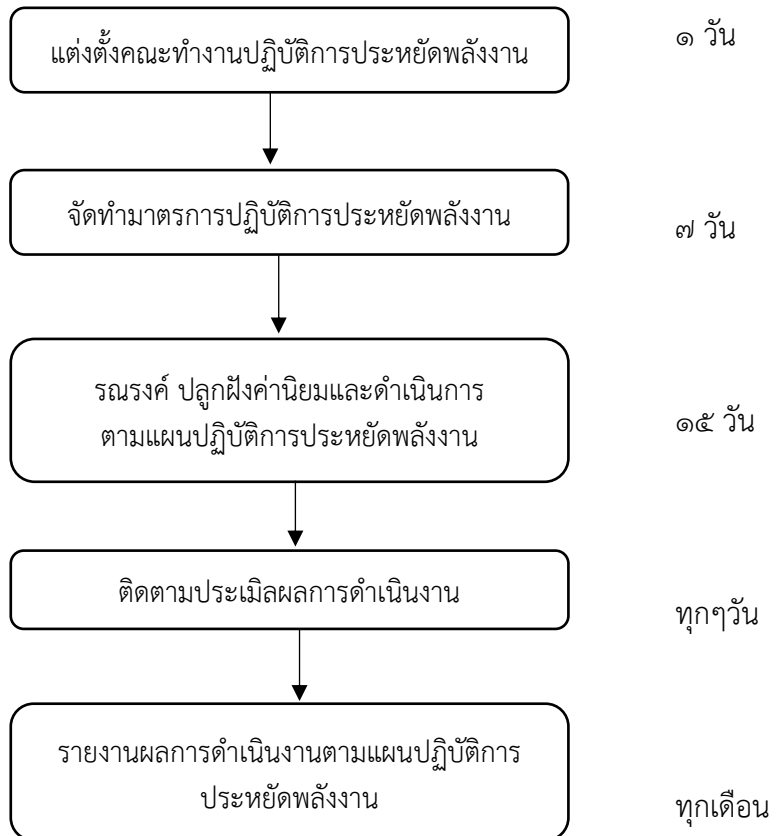 แต่งตั้งคณะทำงานปฏิบัติการประหยัดพลังงาน
๑ วัน
จัดทำมาตรการปฏิบัติการประหยัดพลังงาน
๗ วัน
รณรงค์ ปลูกฝังค่านิยมและดำเนินการ
ตามแผนปฏิบัติการประหยัดพลังงาน
๑๕ วัน
ติดตามประเมิลผลการดำเนินงาน
ทุกๆวัน
รายงานผลการดำเนินงานตามแผนปฏิบัติการ
ประหยัดพลังงาน
ทุกเดือน